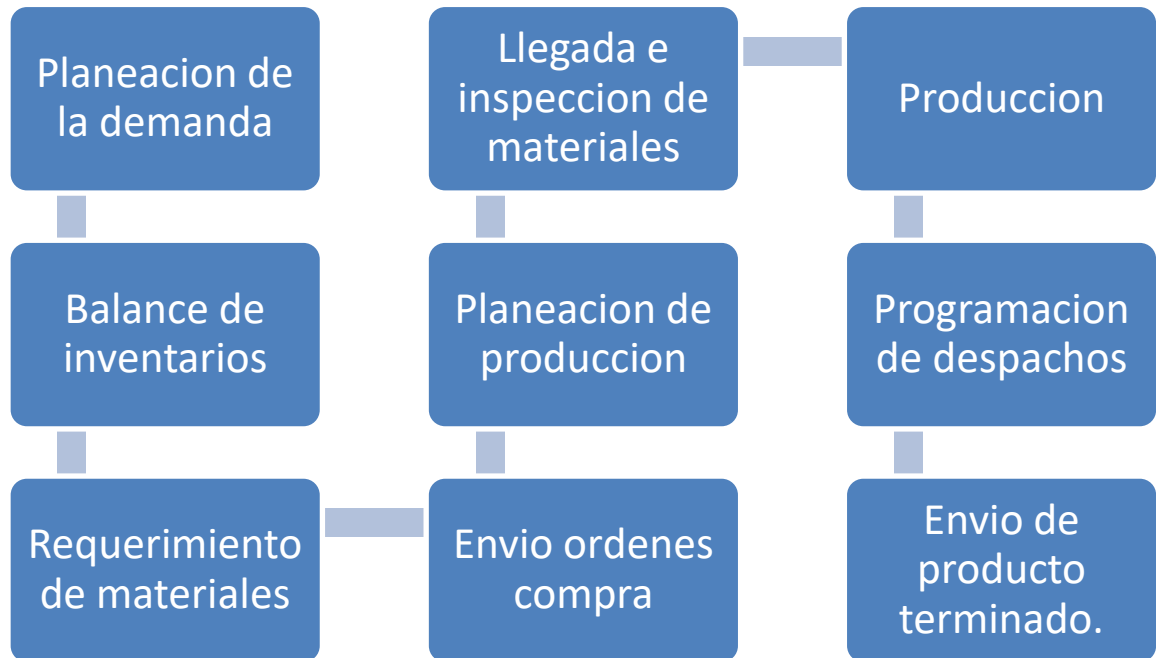 Planeacion de
la demanda
Balance de
inventarios
Requerimiento
de materiales
Envio ordenes
compra
Planeacion de
produccion
Llegada e
inspeccion de
materiales
Produccion
Programacion
de despachos
Envio de
producto
terminado.